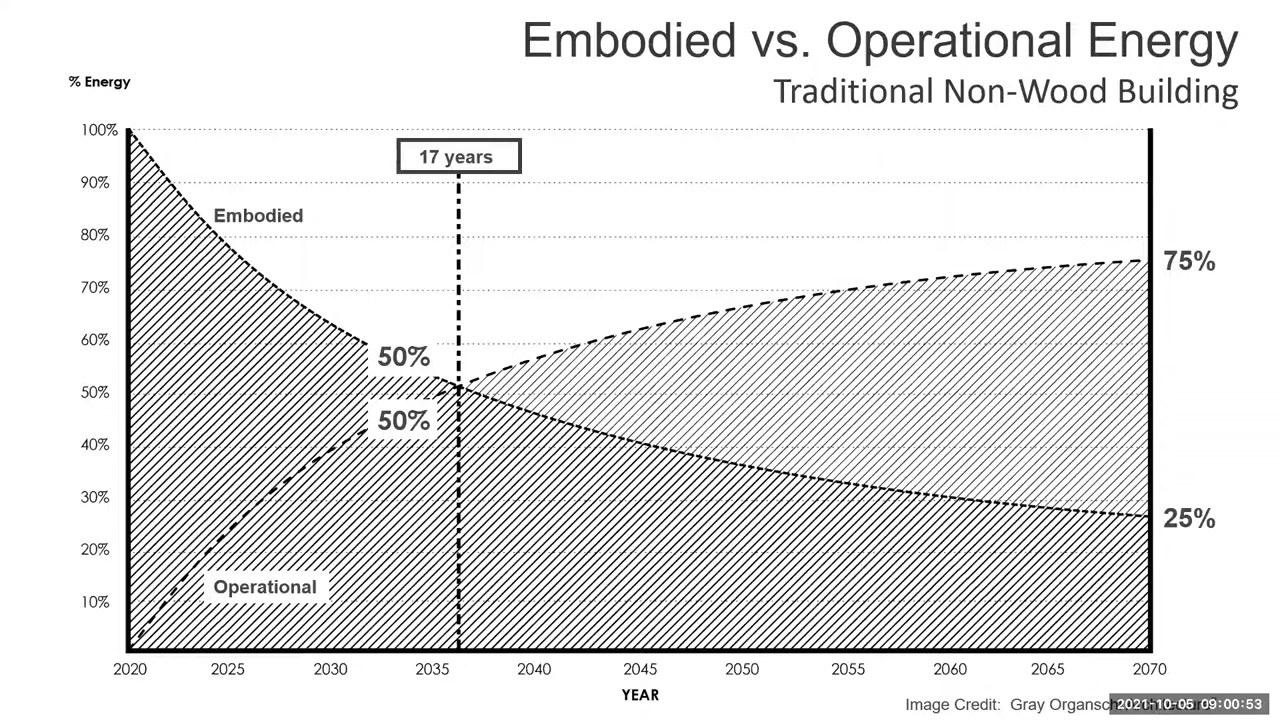 Embodied vs. Operational Energy
Traditional Non-Wood Building
% Energy
100%
90%
80%
70%
60%
50%
40%
30%
20%
10%
17 years
Embodied
50%
50%
Operational
75%
25%
2020 2025 2030 2035 2040 2045 2050 2055 2060 2065 2070
YEAR
Image Credit: Gray
2021-10-05 09:00:53